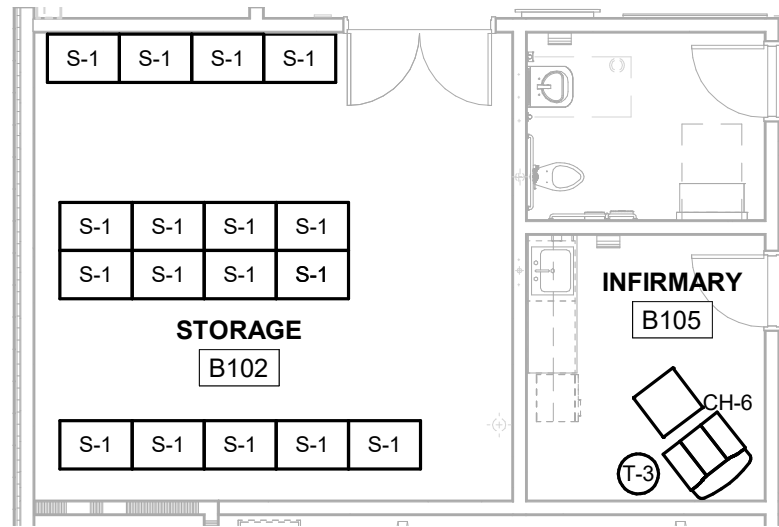 S-1 S-1 S-1 S-1
S-1 S-1 S-1 S-1
S-1 S-1 S-1 S-1
STORAGE
B102
S-1 S-1 S-1 S-1 S-1
INFIRMARY
B105
CH-6
T-3